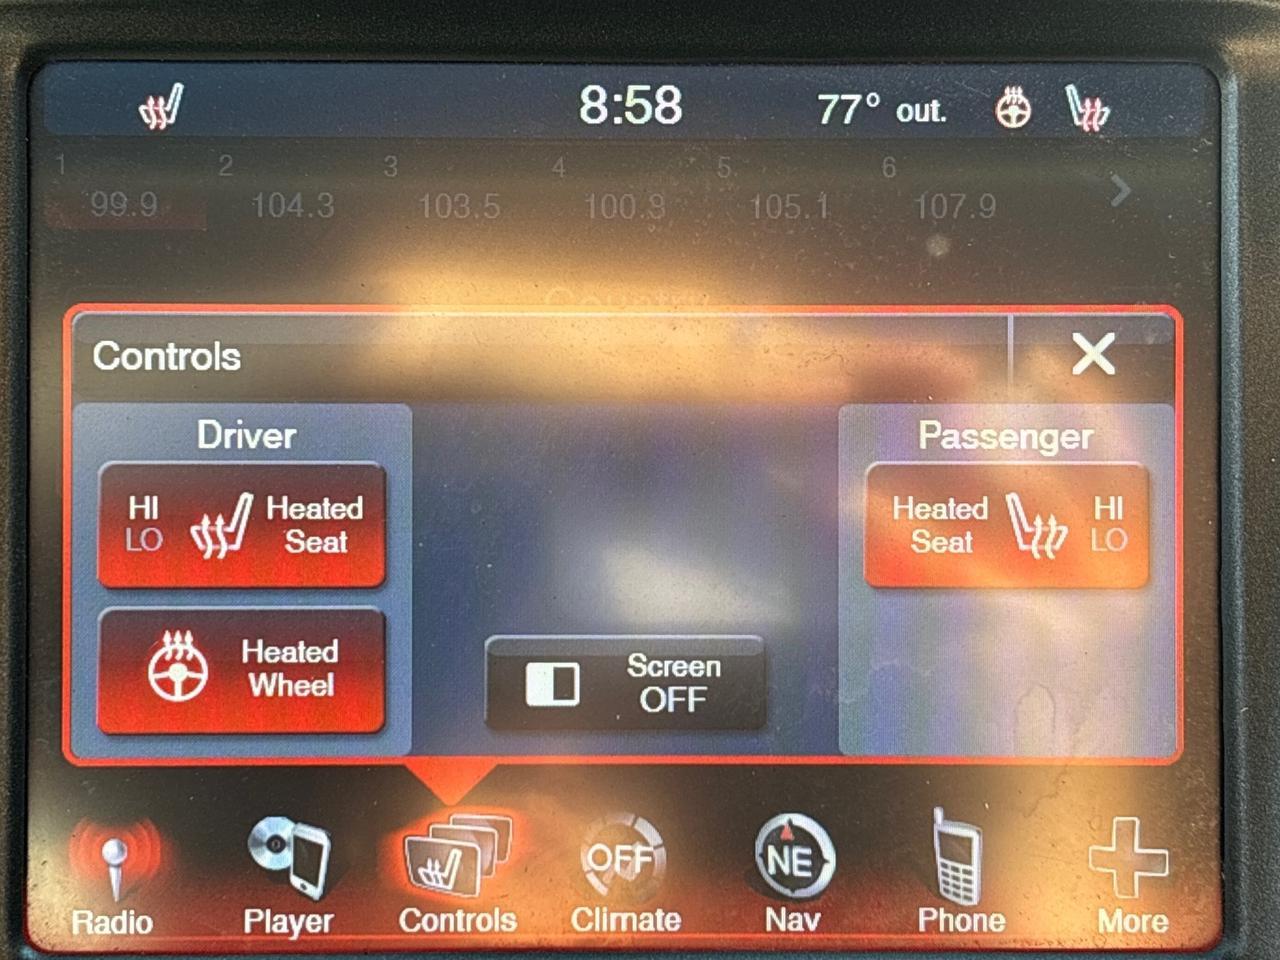 8:58 77° out.
1 2 3 4 5 6
99.9 104.3 103.5 100.3 105.1 107.9
Country
Controls
Driver Passenger
HI Heated Heated HI
LO Seat Seat LO
Heated
Wheel
Screen
OFF
OFF NE
Radio Player Controls Climate Nav Phone More